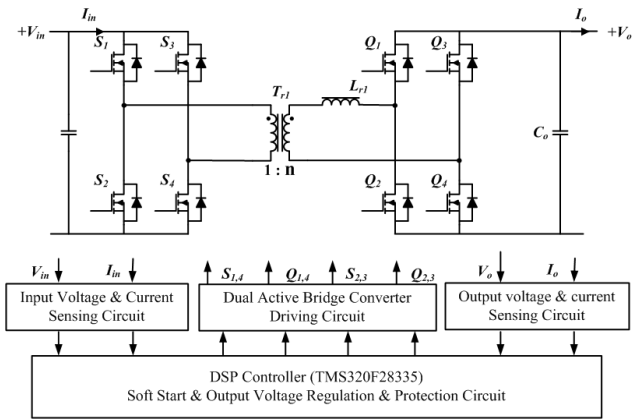 +Vin Iin S1 S3 Q1 Q3 Io +Vo
Tr1 Lr1
Co
1 : n
S2 S4 Q2 Q4
Vin Iin S1,4 Q1,4 S2,3 Q2,3 Vo Io
Input Voltage & Current
Sensing Circuit
Dual Active Bridge Converter
Driving Circuit
Output voltage & current
Sensing Circuit
DSP Controller (TMS320F28335)
Soft Start & Output Voltage Regulation & Protection Circuit